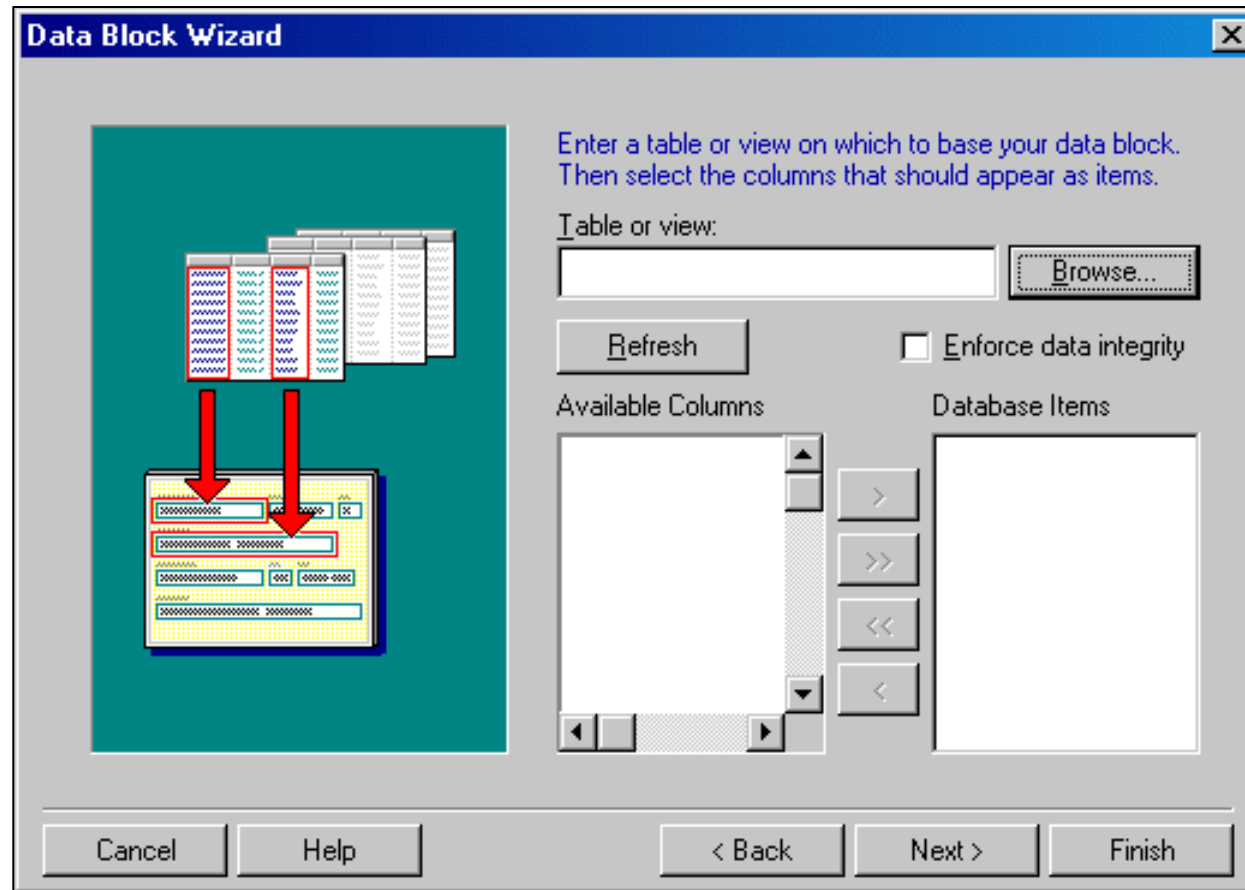 Data Block Wizard
Enter a table or view on which to base your data block.
Then select the columns that should appear as items.
Table or view:
Browse...
Refresh
Enforce data integrity
Available Columns
Database Items
>
>>
<<
<
Cancel
Help
< Back
Next >
Finish